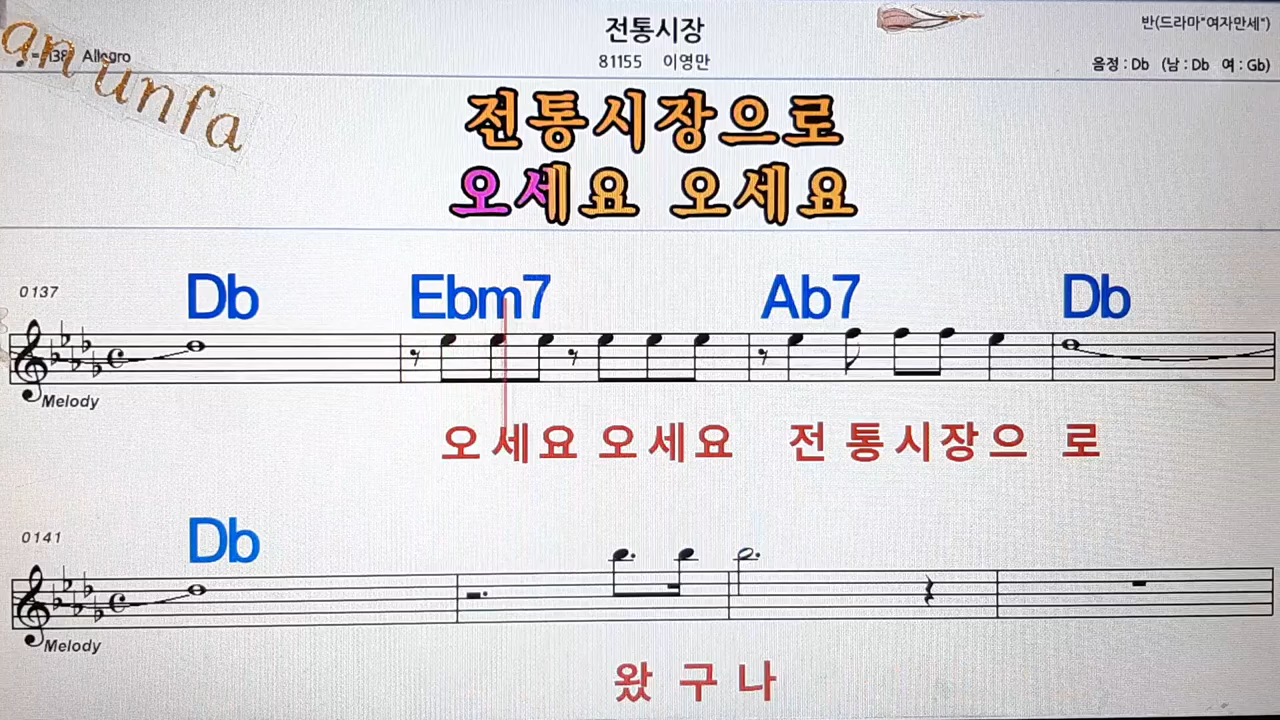 전통시장
반(드라마"여자만세")
an unfa
Allegro
81155 이영만
음정 : Db (남 : Db 여 : Gb)
전통시장으로
오세요 오세요
0137
Db Ebm7 Ab7 Db
Melody
오세요 오세요 전통시장으 로
0141
Db
Melody
왔구나